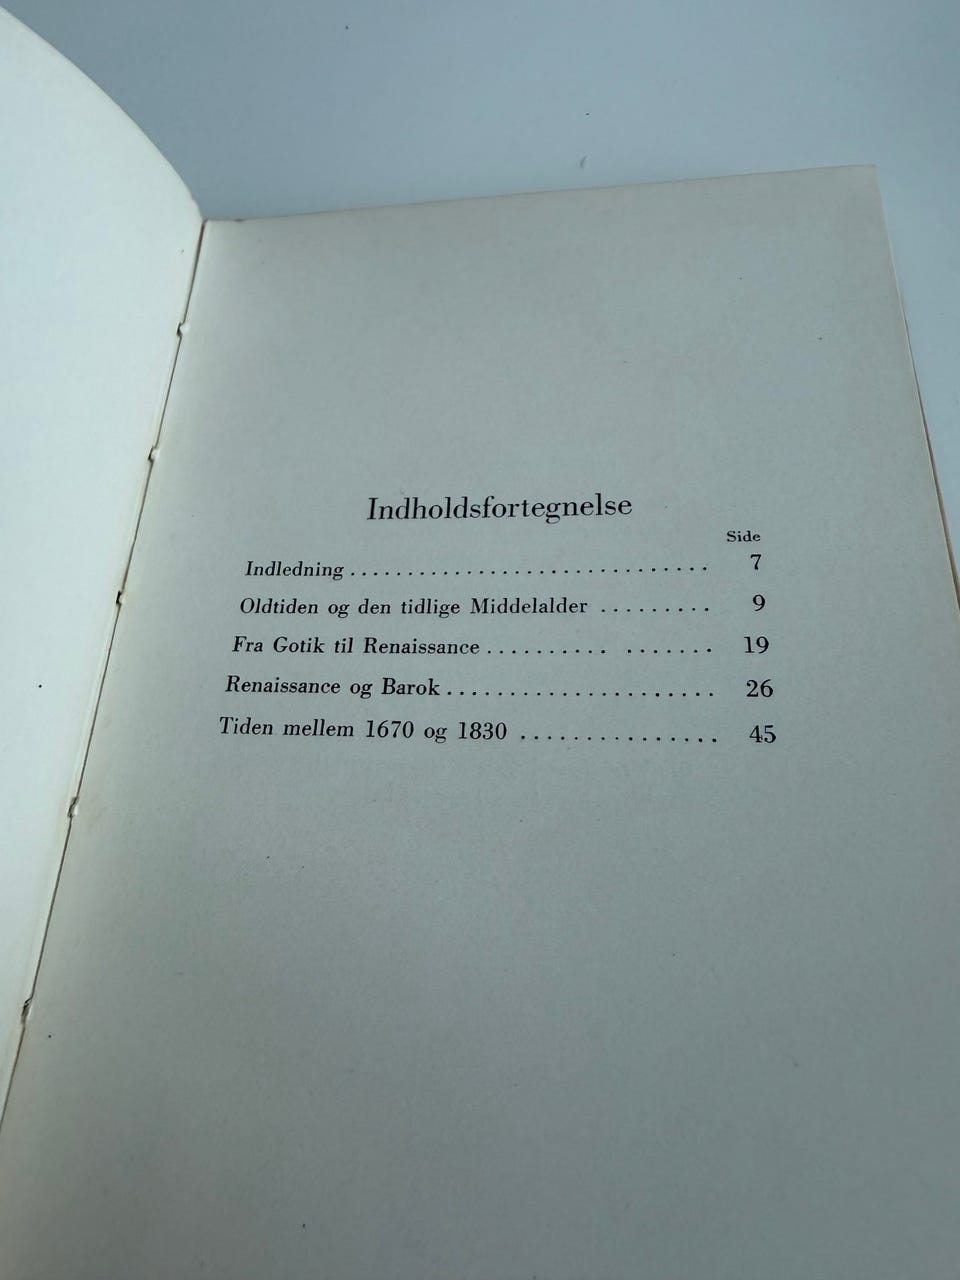 Indholdsfortegnelse
Side
Indledning .............................. 7
Oldtiden og den tidlige Middelalder ......... 9
Fra Gotik til Renaissance .......... ....... 19
Renaissance og Barok ..................... 26
Tiden mellem 1670 og 1830 ............... 45